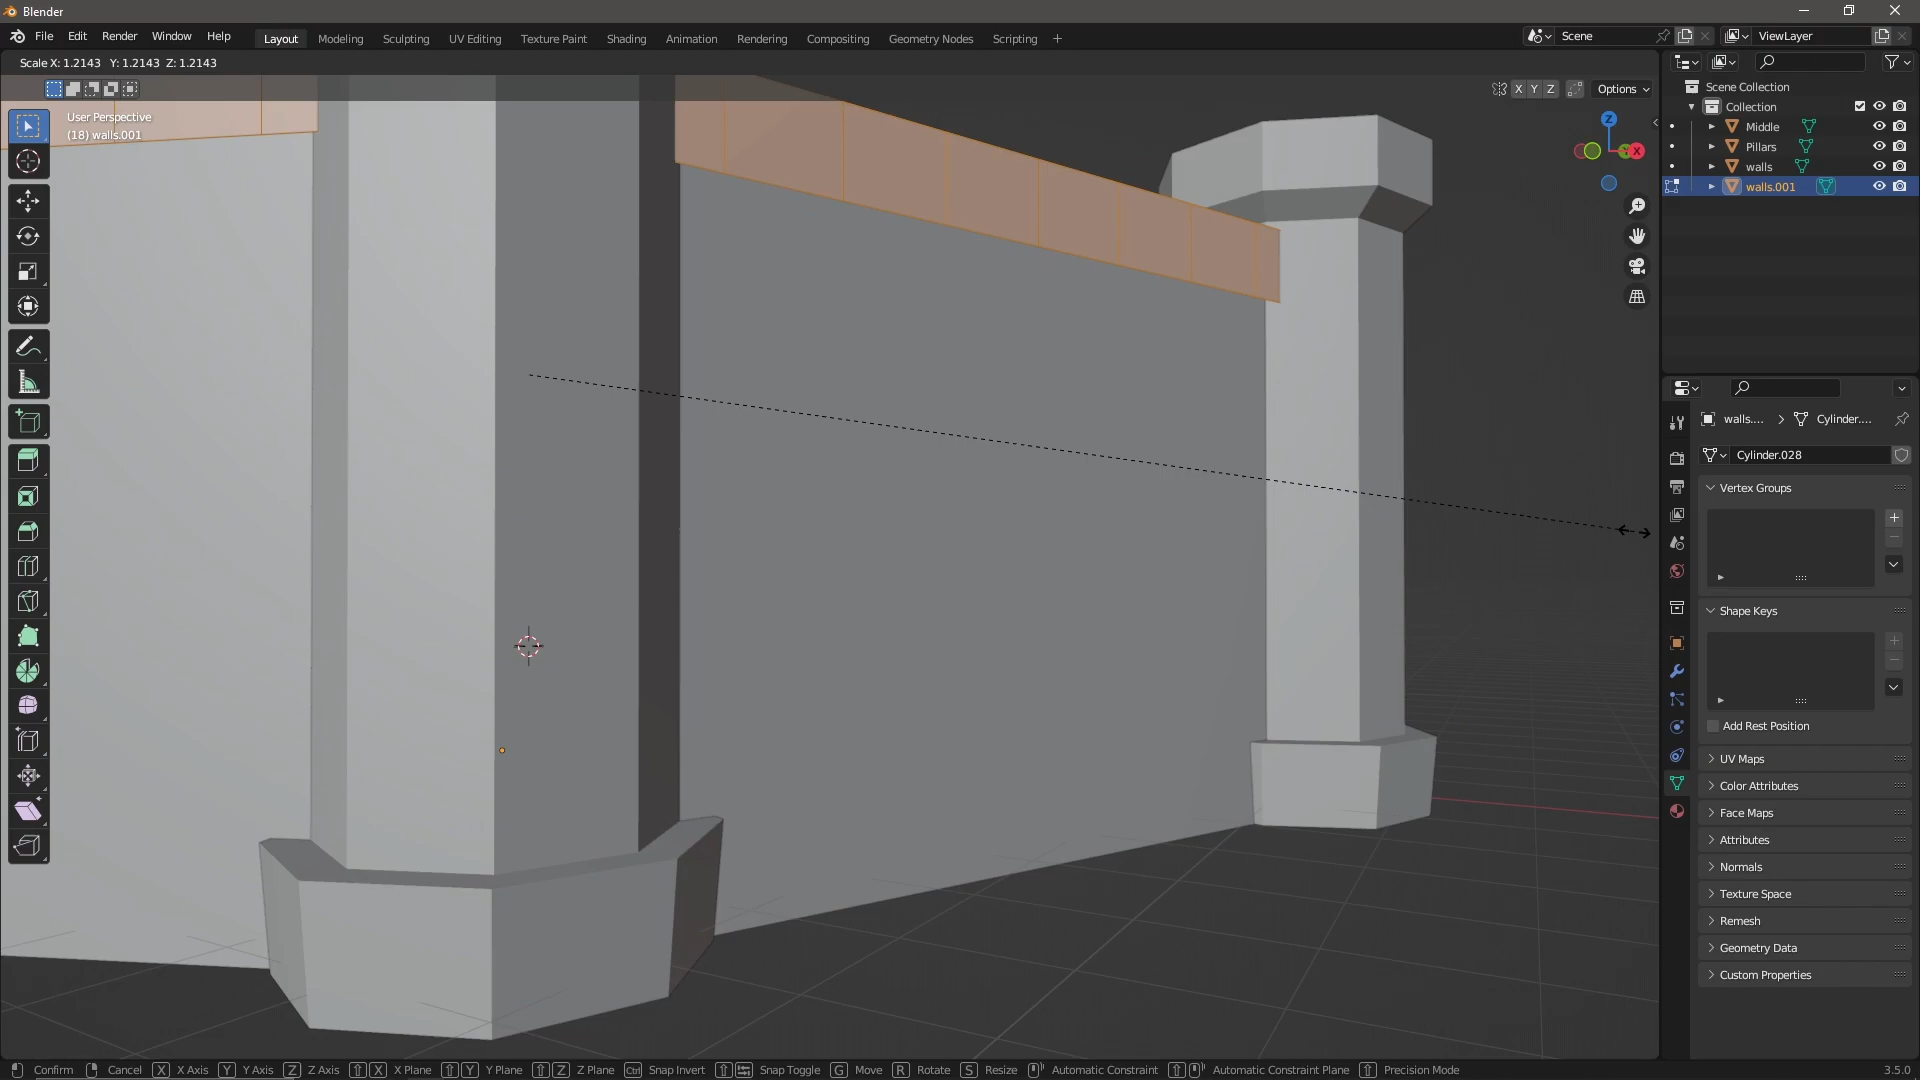 Blender
File Edit Render Window Help Layout Modeling Sculpting UV Editing Texture Paint Shading Animation Rendering Compositing Geometry Nodes Scripting Scene ViewLayer
Scale X: 1.2143 Y: 1.2143 Z: 1.2143
X Y Z Options
User Perspective
(18) walls.001
Z
Y X
Scene Collection
Collection
Middle
Pillars
walls
walls.001
walls.... Cylinder....
Cylinder.028
Vertex Groups
Shape Keys
Add Rest Position
UV Maps
Color Attributes
Face Maps
Attributes
Normals
Texture Space
Remesh
Geometry Data
Custom Properties
Confirm Cancel X X Axis Y Y Axis Z Z Axis X X Plane Y Y Plane Z Z Plane Ctrl Snap Invert Snap Toggle G Move R Rotate S Resize Automatic Constraint Automatic Constraint Plane Precision Mode 3.5.0